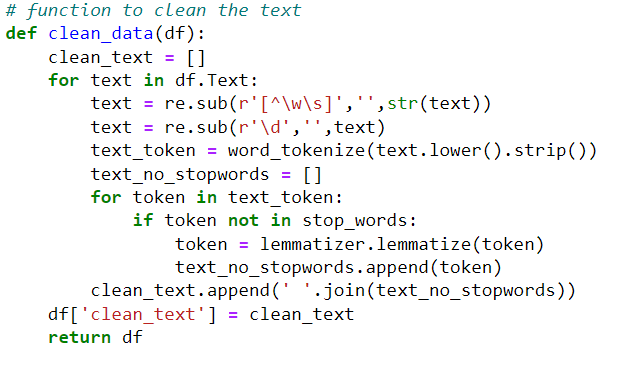 # function to clean the text
def clean_data(df):
    clean_text = []
    for text in df.Text:
        text = re.sub(r'[^\w\s]','',str(text))
        text = re.sub(r'\d','',text)
        text_token = word_tokenize(text.lower().strip())
        text_no_stopwords = []
        for token in text_token:
            if token not in stop_words:
                token = lemmatizer.lemmatize(token)
                text_no_stopwords.append(token)
        clean_text.append(' '.join(text_no_stopwords))
    df['clean_text'] = clean_text
    return df